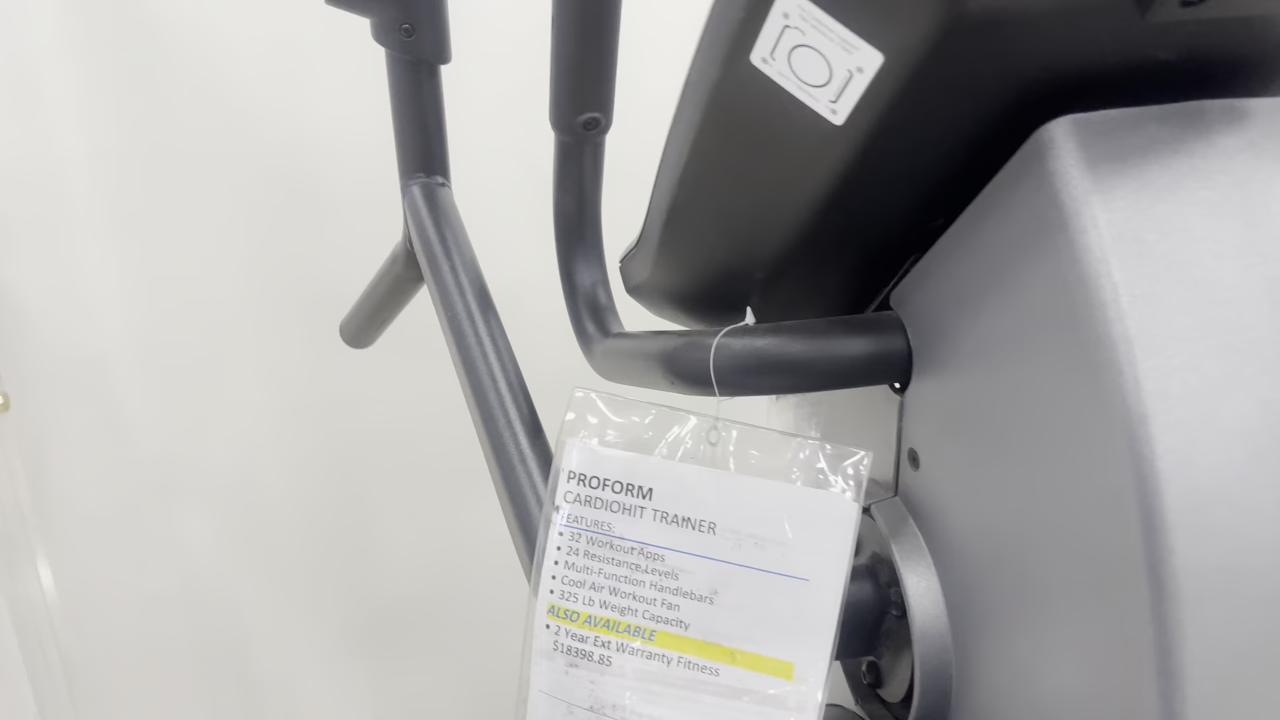 PROFORM
CARDIOHIT TRAINER
FEATURES:
• 32 Workout Apps
• 24 Resistance Levels
• Multi-Function Handlebars
• Cool Air Workout Fan
• 325 Lb Weight Capacity
ALSO AVAILABLE
• 2 Year Ext Warranty Fitness
$18398.85